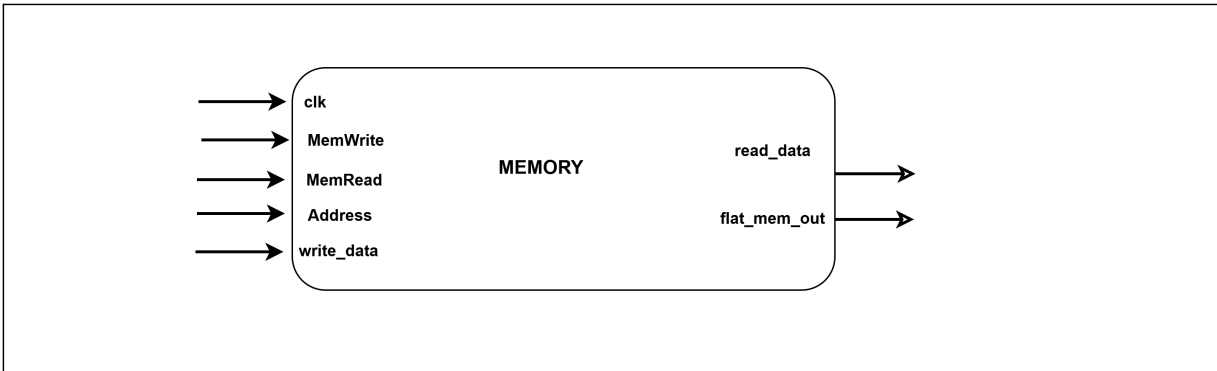 clk
MemWrite
MemRead
Address
write_data
MEMORY
read_data
flat_mem_out